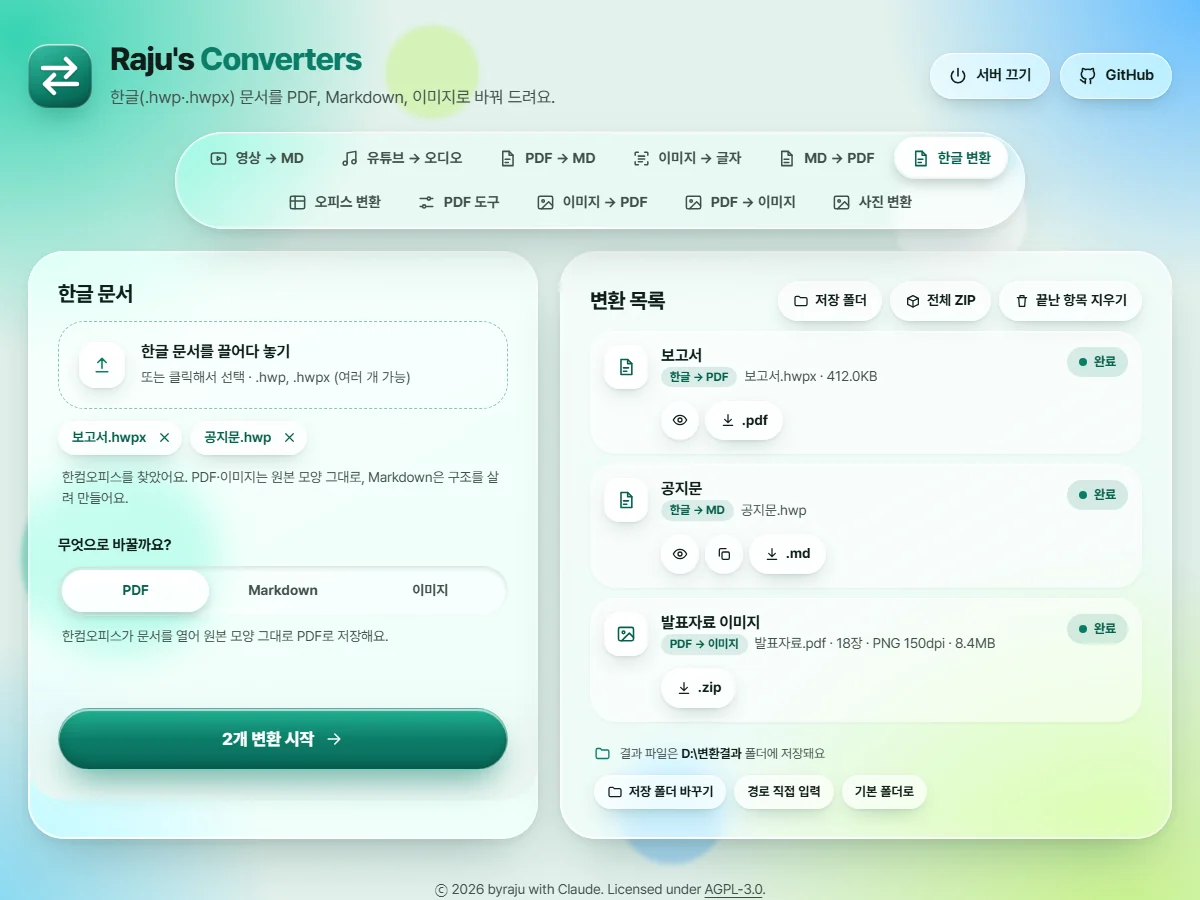 Raju's Converters
한글(.hwp·.hwpx) 문서를 PDF, Markdown, 이미지로 바꿔 드려요.
서버 끄기
GitHub
영상 → MD
유튜브 → 오디오
PDF → MD
이미지 → 글자
MD → PDF
한글 변환
오피스 변환
PDF 도구
이미지 → PDF
PDF → 이미지
사진 변환
한글 문서
한글 문서를 끌어다 놓기
또는 클릭해서 선택 · .hwp, .hwpx (여러 개 가능)
보고서.hwpx ×
공지문.hwp ×
한컴오피스를 찾았어요. PDF·이미지는 원본 모양 그대로, Markdown은 구조를 살
려 만들어요.
무엇으로 바꿀까요?
PDF
Markdown
이미지
한컴오피스가 문서를 열어 원본 모양 그대로 PDF로 저장해요.
2개 변환 시작 →
변환 목록
저장 폴더
전체 ZIP
끝난 항목 지우기
보고서
한글 → PDF 보고서.hwpx · 412.0KB
완료
.pdf
공지문
한글 → MD 공지문.hwp
완료
.md
발표자료 이미지
PDF → 이미지 발표자료.pdf · 18장 · PNG 150dpi · 8.4MB
완료
.zip
결과 파일은 D:\변환결과 폴더에 저장돼요
저장 폴더 바꾸기
경로 직접 입력
기본 폴더로
© 2026 byraju with Claude. Licensed under AGPL-3.0.